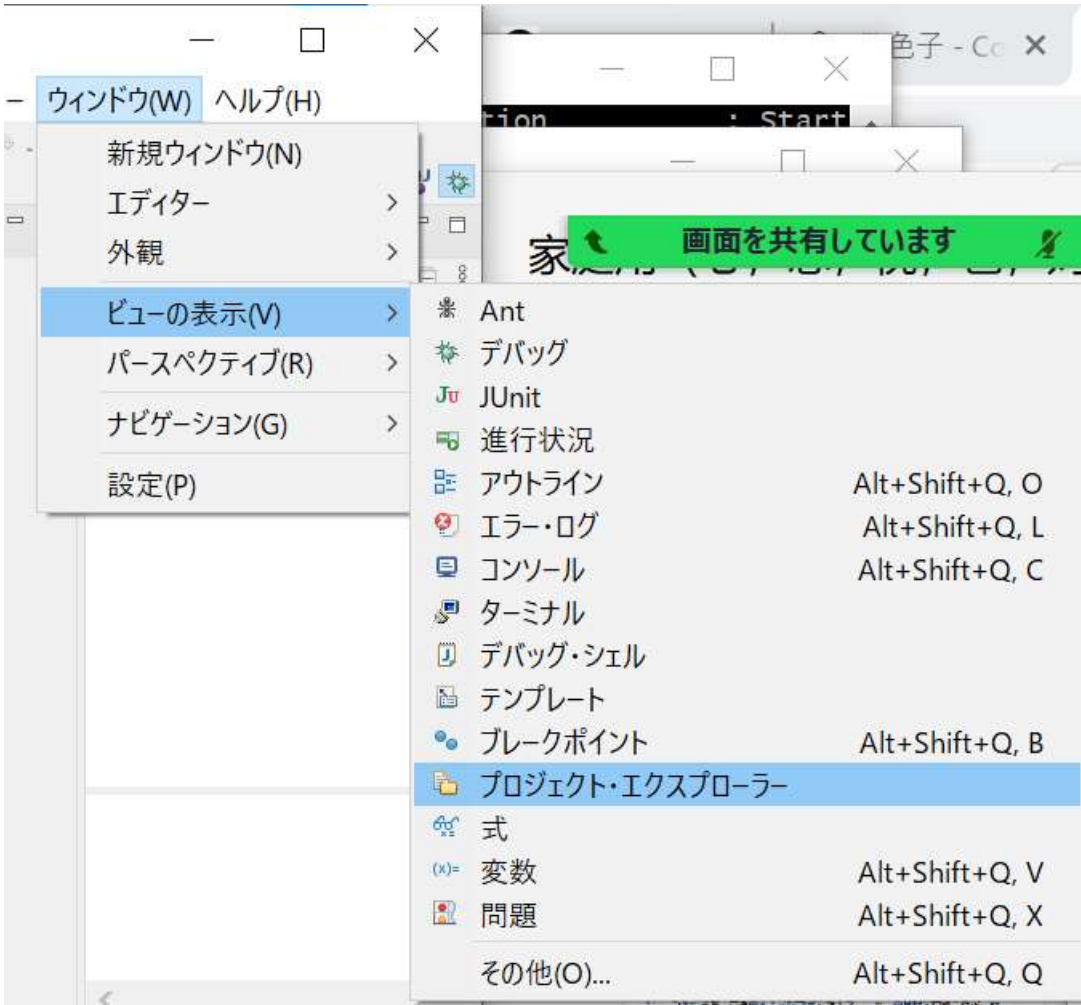 色子 - Co
ウィンドウ(W) ヘルプ(H)
tion : Start
新規ウィンドウ(N)
エディター
外観
画面を共有しています
ビューの表示(V)
パースペクティブ(R)
ナビゲーション(G)
設定(P)
Ant
デバッグ
JU JUnit
進行状況
アウトライン Alt+Shift+Q, O
エラー・ログ Alt+Shift+Q, L
コンソール Alt+Shift+Q, C
ターミナル
デバッグ・シェル
テンプレート
ブレークポイント Alt+Shift+Q, B
プロジェクト・エクスプローラー
式
(x)= 変数 Alt+Shift+Q, V
問題 Alt+Shift+Q, X
その他(O)... Alt+Shift+Q, Q